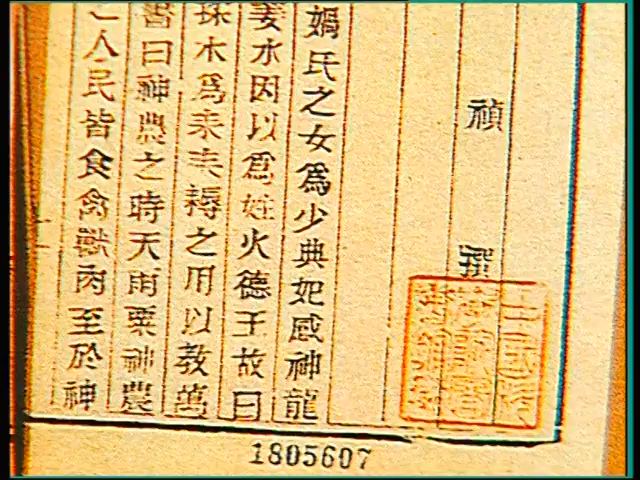 禎撰
媧氏之女爲少典妃感神龍
姜水因以爲姓火德王故曰
揉木爲耒耒耨之用以教萬
書曰神農之時天雨粟神農
人民皆食禽獸肉至於神
1805607